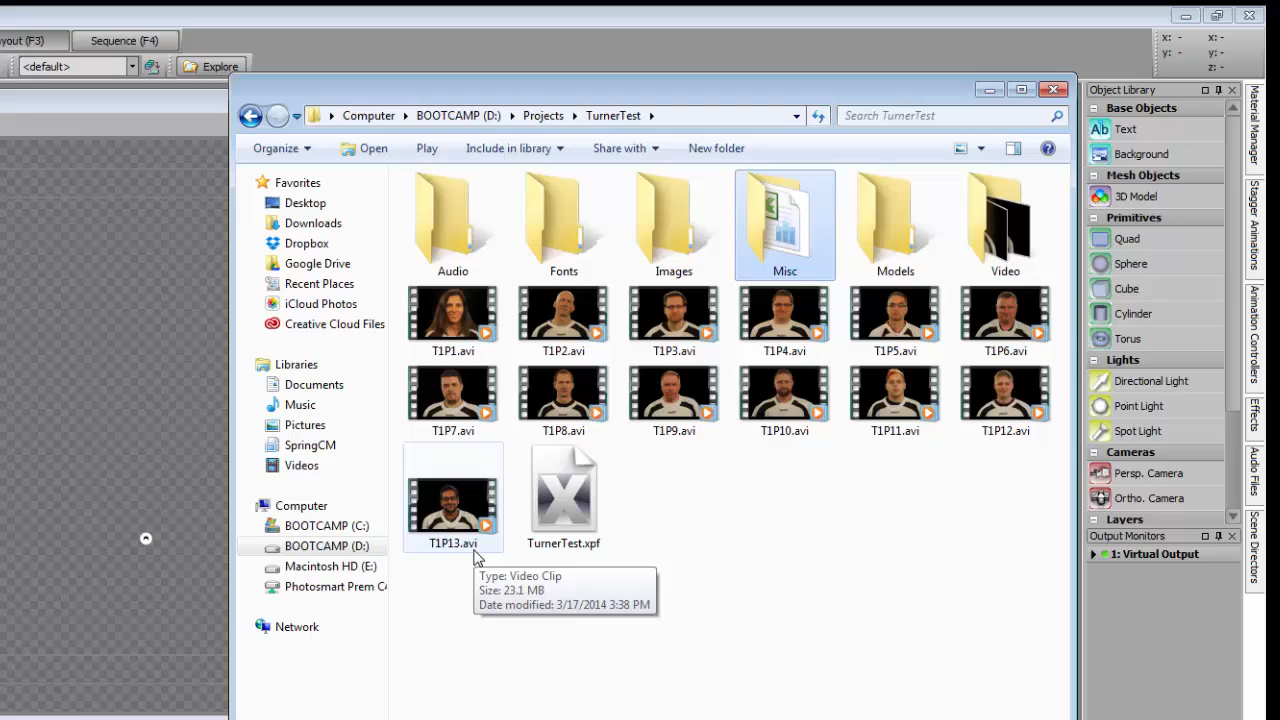 yout (F3)
Sequence (F4)
x: -
x: -
y: -
y: -
z: -
<default>
Explore
Computer
BOOTCAMP (D:)
Projects
TurnerTest
Search TurnerTest
Organize
Open
Play
Include in library
Share with
New folder
Favorites
Desktop
Downloads
Dropbox
Google Drive
Recent Places
iCloud Photos
Creative Cloud Files
Libraries
Documents
Music
Pictures
SpringCM
Videos
Computer
BOOTCAMP (C:)
BOOTCAMP (D:)
Macintosh HD (E:)
Photosmart Prem C
Network
Audio
Fonts
Images
Misc
Models
Video
T1P1.avi
T1P2.avi
T1P3.avi
T1P4.avi
T1P5.avi
T1P6.avi
T1P7.avi
T1P8.avi
T1P9.avi
T1P10.avi
T1P11.avi
T1P12.avi
T1P13.avi
TurnerTest.xpf
Type: Video Clip
Size: 23.1 MB
Date modified: 3/17/2014 3:38 PM
Object Library
Base Objects
Ab Text
Background
Mesh Objects
3D Model
Primitives
Quad
Sphere
Cube
Cylinder
Torus
Lights
Directional Light
Point Light
Spot Light
Cameras
Persp. Camera
Ortho. Camera
Layers
Output Monitors
1: Virtual Output
Material Manager
Stagger Animations
Animation Controllers
Effects
Audio Files
Scene Directors